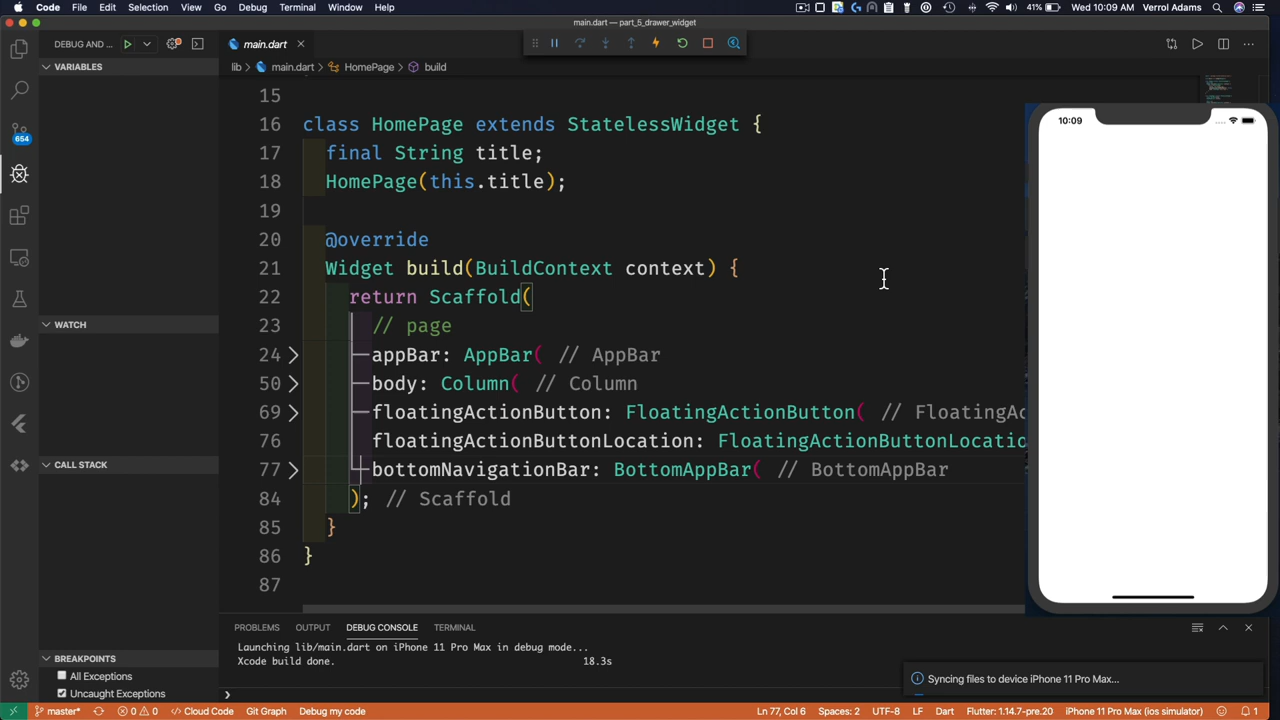 Code File Edit Selection View Go Debug Terminal Window Help
41% Wed 10:09 AM Verrol Adams
main.dart — part_5_drawer_widget
DEBUG AND ...
main.dart
VARIABLES
lib > main.dart > HomePage > build
15
16 class HomePage extends StatelessWidget {
17 final String title;
18 HomePage(this.title);
19
20 @override
21 Widget build(BuildContext context) {
22 return Scaffold(
23 // page
24 appBar: AppBar( // AppBar
50 body: Column( // Column
69 floatingActionButton: FloatingActionButton( // FloatingAc
76 floatingActionButtonLocation: FloatingActionButtonLocatio
77 bottomNavigationBar: BottomAppBar( // BottomAppBar
84 ); // Scaffold
85 }
86 }
87
10:09
654
WATCH
CALL STACK
BREAKPOINTS
All Exceptions
Uncaught Exceptions
PROBLEMS OUTPUT DEBUG CONSOLE TERMINAL
Launching lib/main.dart on iPhone 11 Pro Max in debug mode...
Xcode build done. 18.3s
Syncing files to device iPhone 11 Pro Max...
master* 0 0 Cloud Code Git Graph Debug my code Ln 77, Col 6 Spaces: 2 UTF-8 LF Dart Flutter: 1.14.7-pre.20 iPhone 11 Pro Max (ios simulator) 1